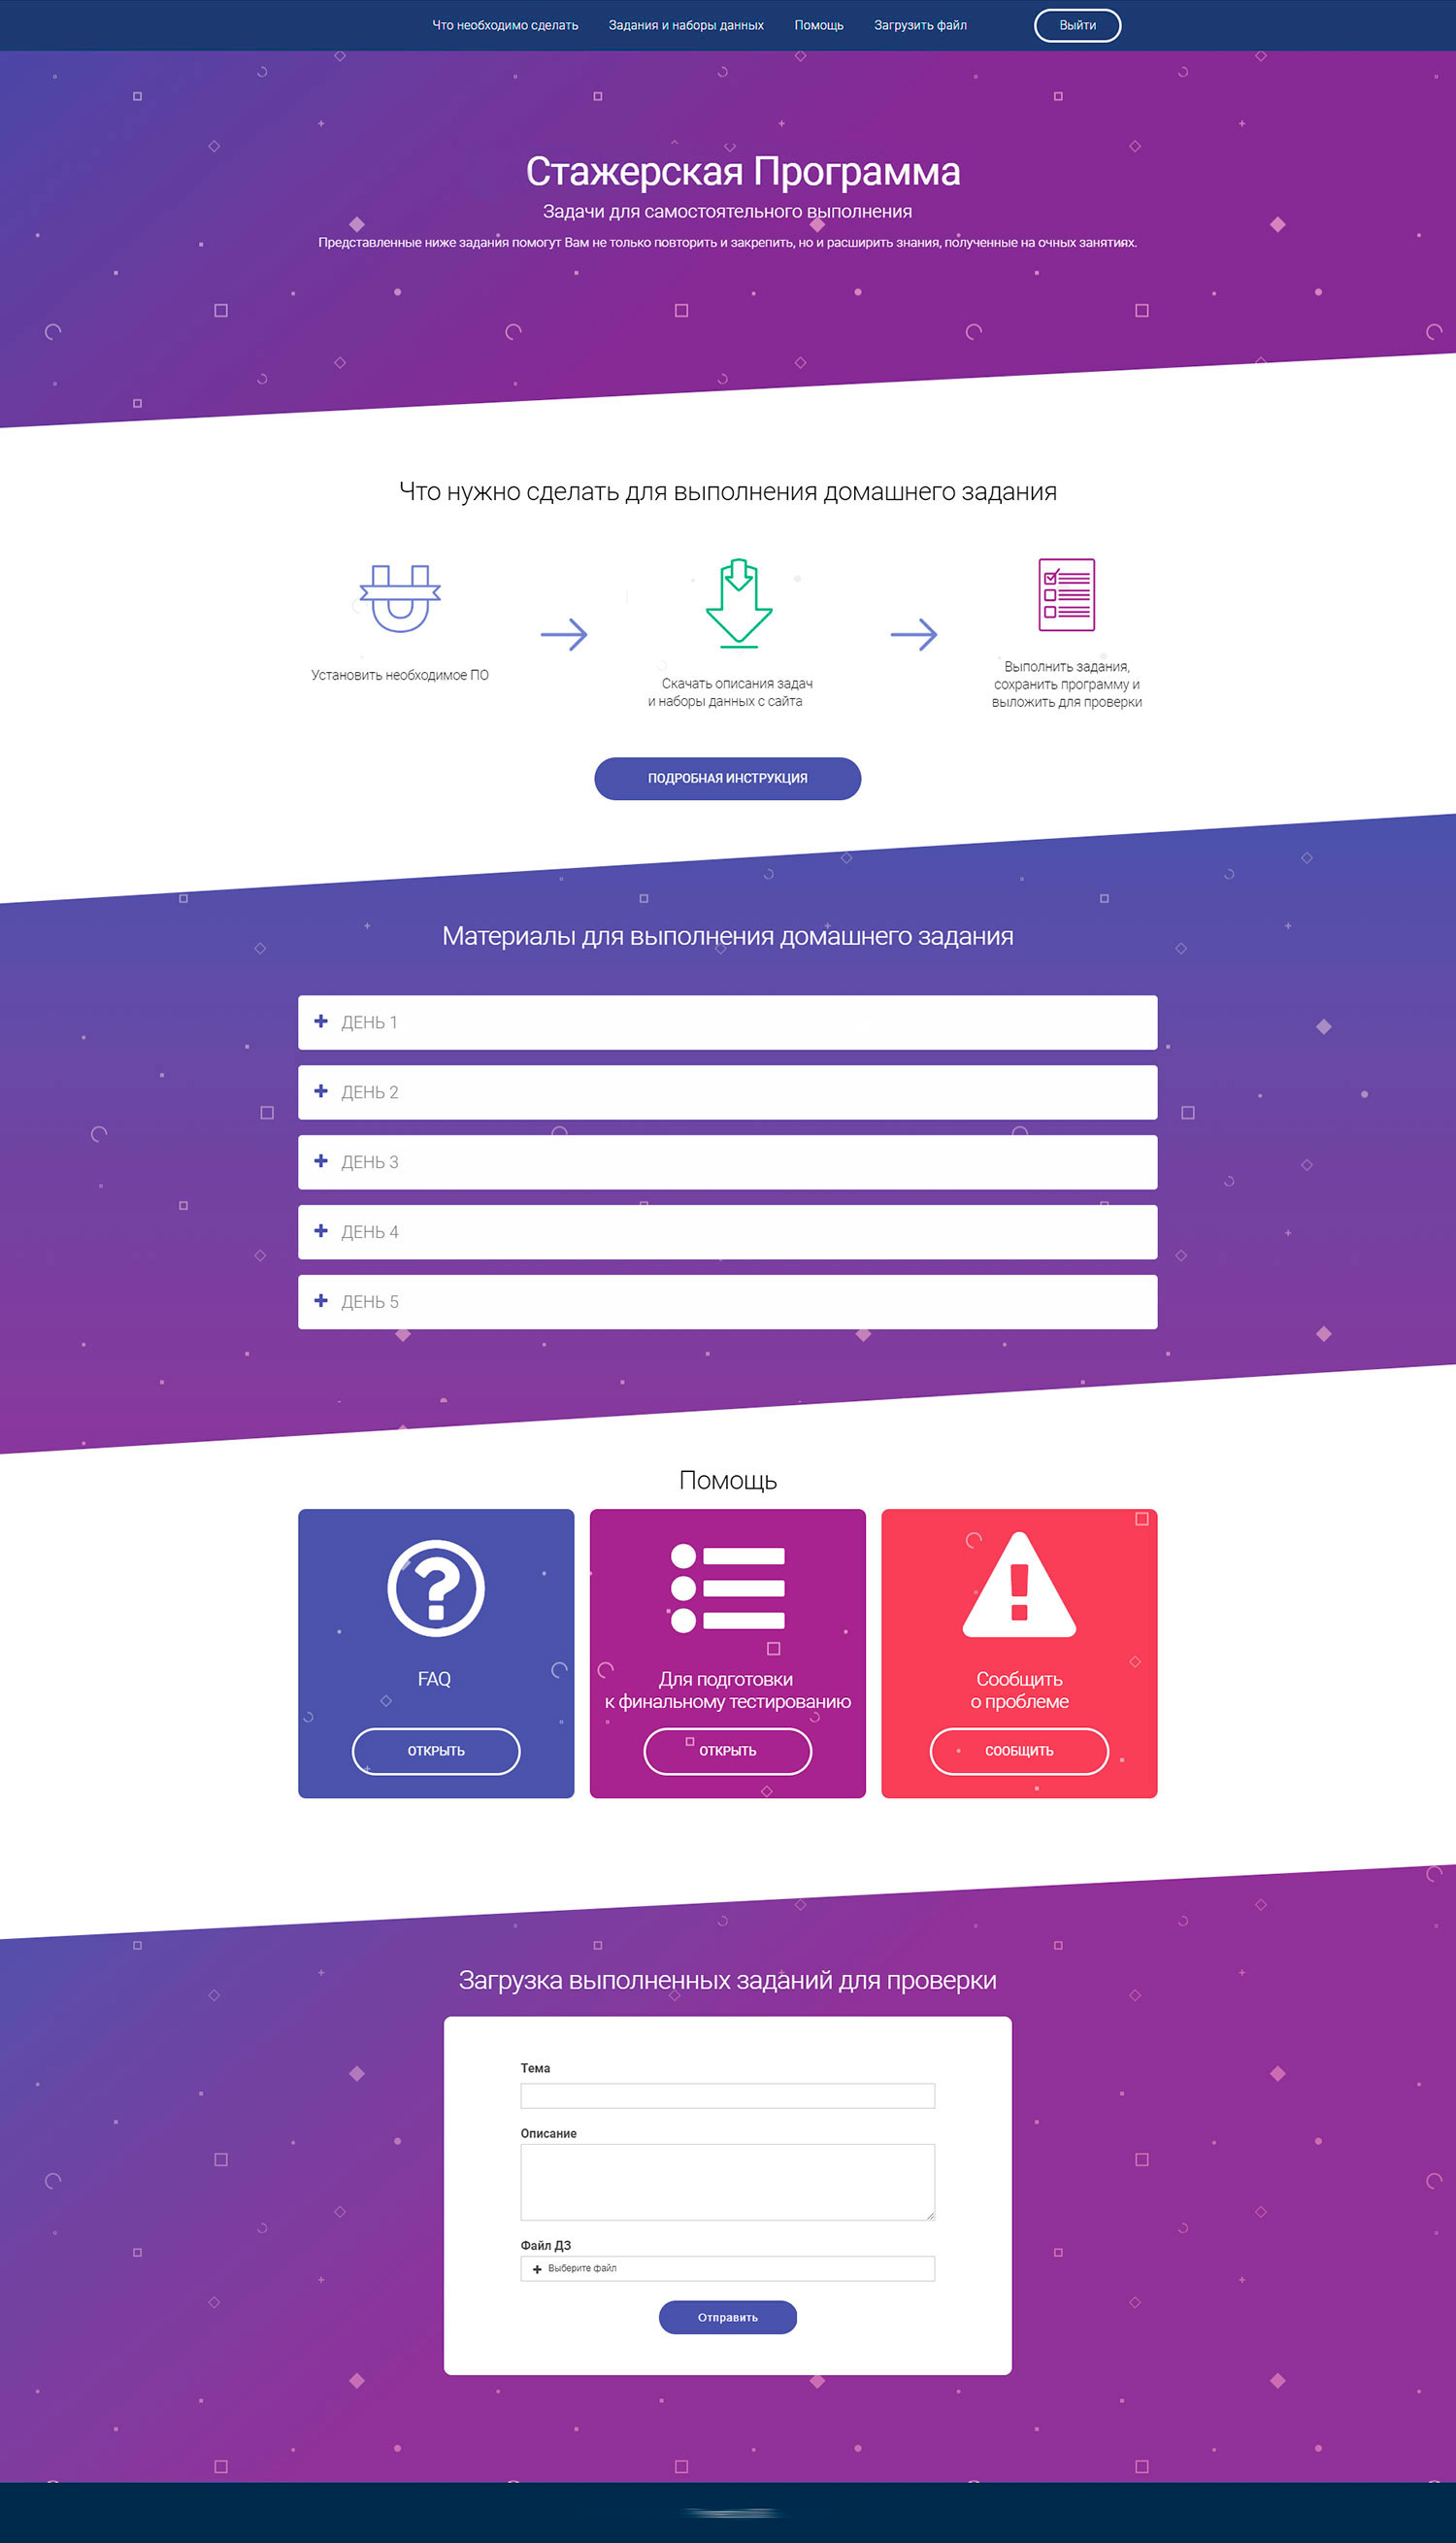 Что необходимо сделать
Задания и наборы данных
Помощь
Загрузить файл
Выйти
Стажерская Программа
Задачи для самостоятельного выполнения
Представленные ниже задания помогут Вам не только повторить и закрепить, но и расширить знания, полученные на очных занятиях.
Что нужно сделать для выполнения домашнего задания
Установить необходимое ПО
Скачать описания задач
и наборы данных с сайта
Выполнить задания,
сохранить программу и
выложить для проверки
ПОДРОБНАЯ ИНСТРУКЦИЯ
Материалы для выполнения домашнего задания
ДЕНЬ 1
ДЕНЬ 2
ДЕНЬ 3
ДЕНЬ 4
ДЕНЬ 5
Помощь
FAQ
ОТКРЫТЬ
Для подготовки
к финальному тестированию
ОТКРЫТЬ
Сообщить
о проблеме
СООБЩИТЬ
Загрузка выполненных заданий для проверки
Тема
Описание
Файл ДЗ
Выберите файл
Отправить